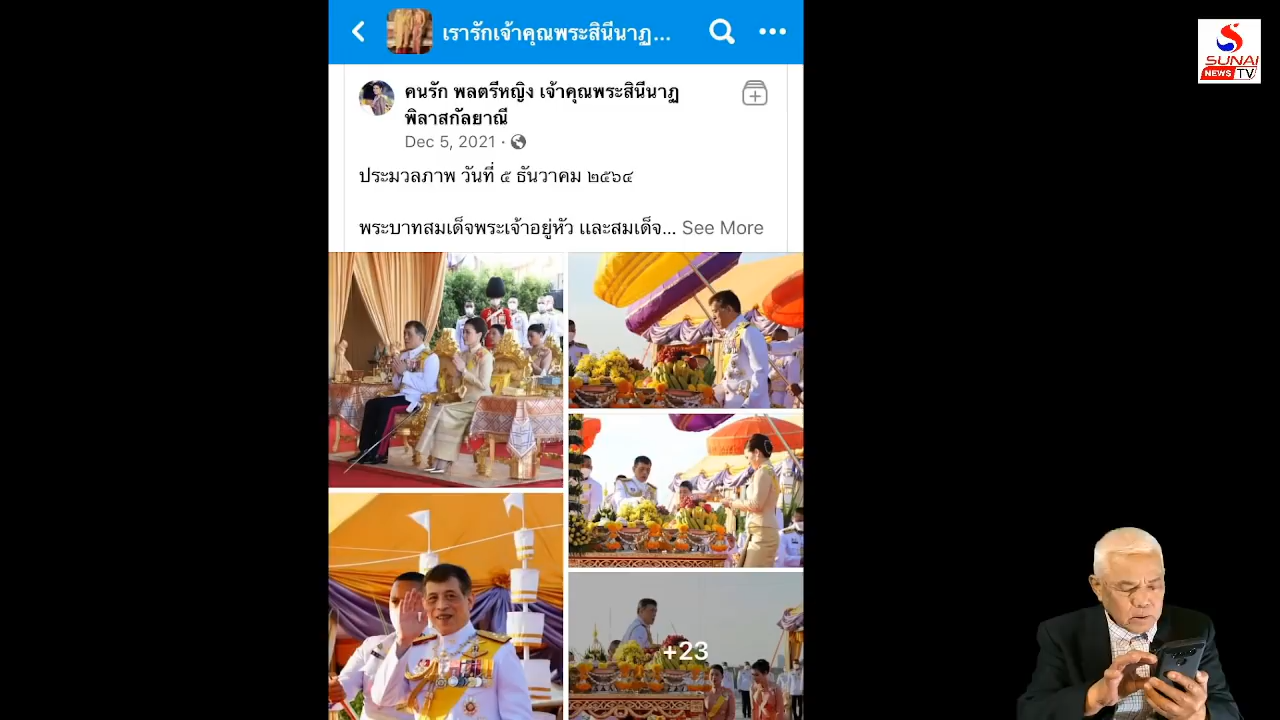 เรารักเจ้าคุณพระสินีนาฏ...
SUNAI
NEWS TV
คนรัก พลตรีหญิง เจ้าคุณพระสินีนาฏ
พิลาสกัลยาณี
Dec 5, 2021 ·
ประมวลภาพ วันที่ ๕ ธันวาคม ๒๕๖๔
พระบาทสมเด็จพระเจ้าอยู่หัว และสมเด็จ... See More
+23